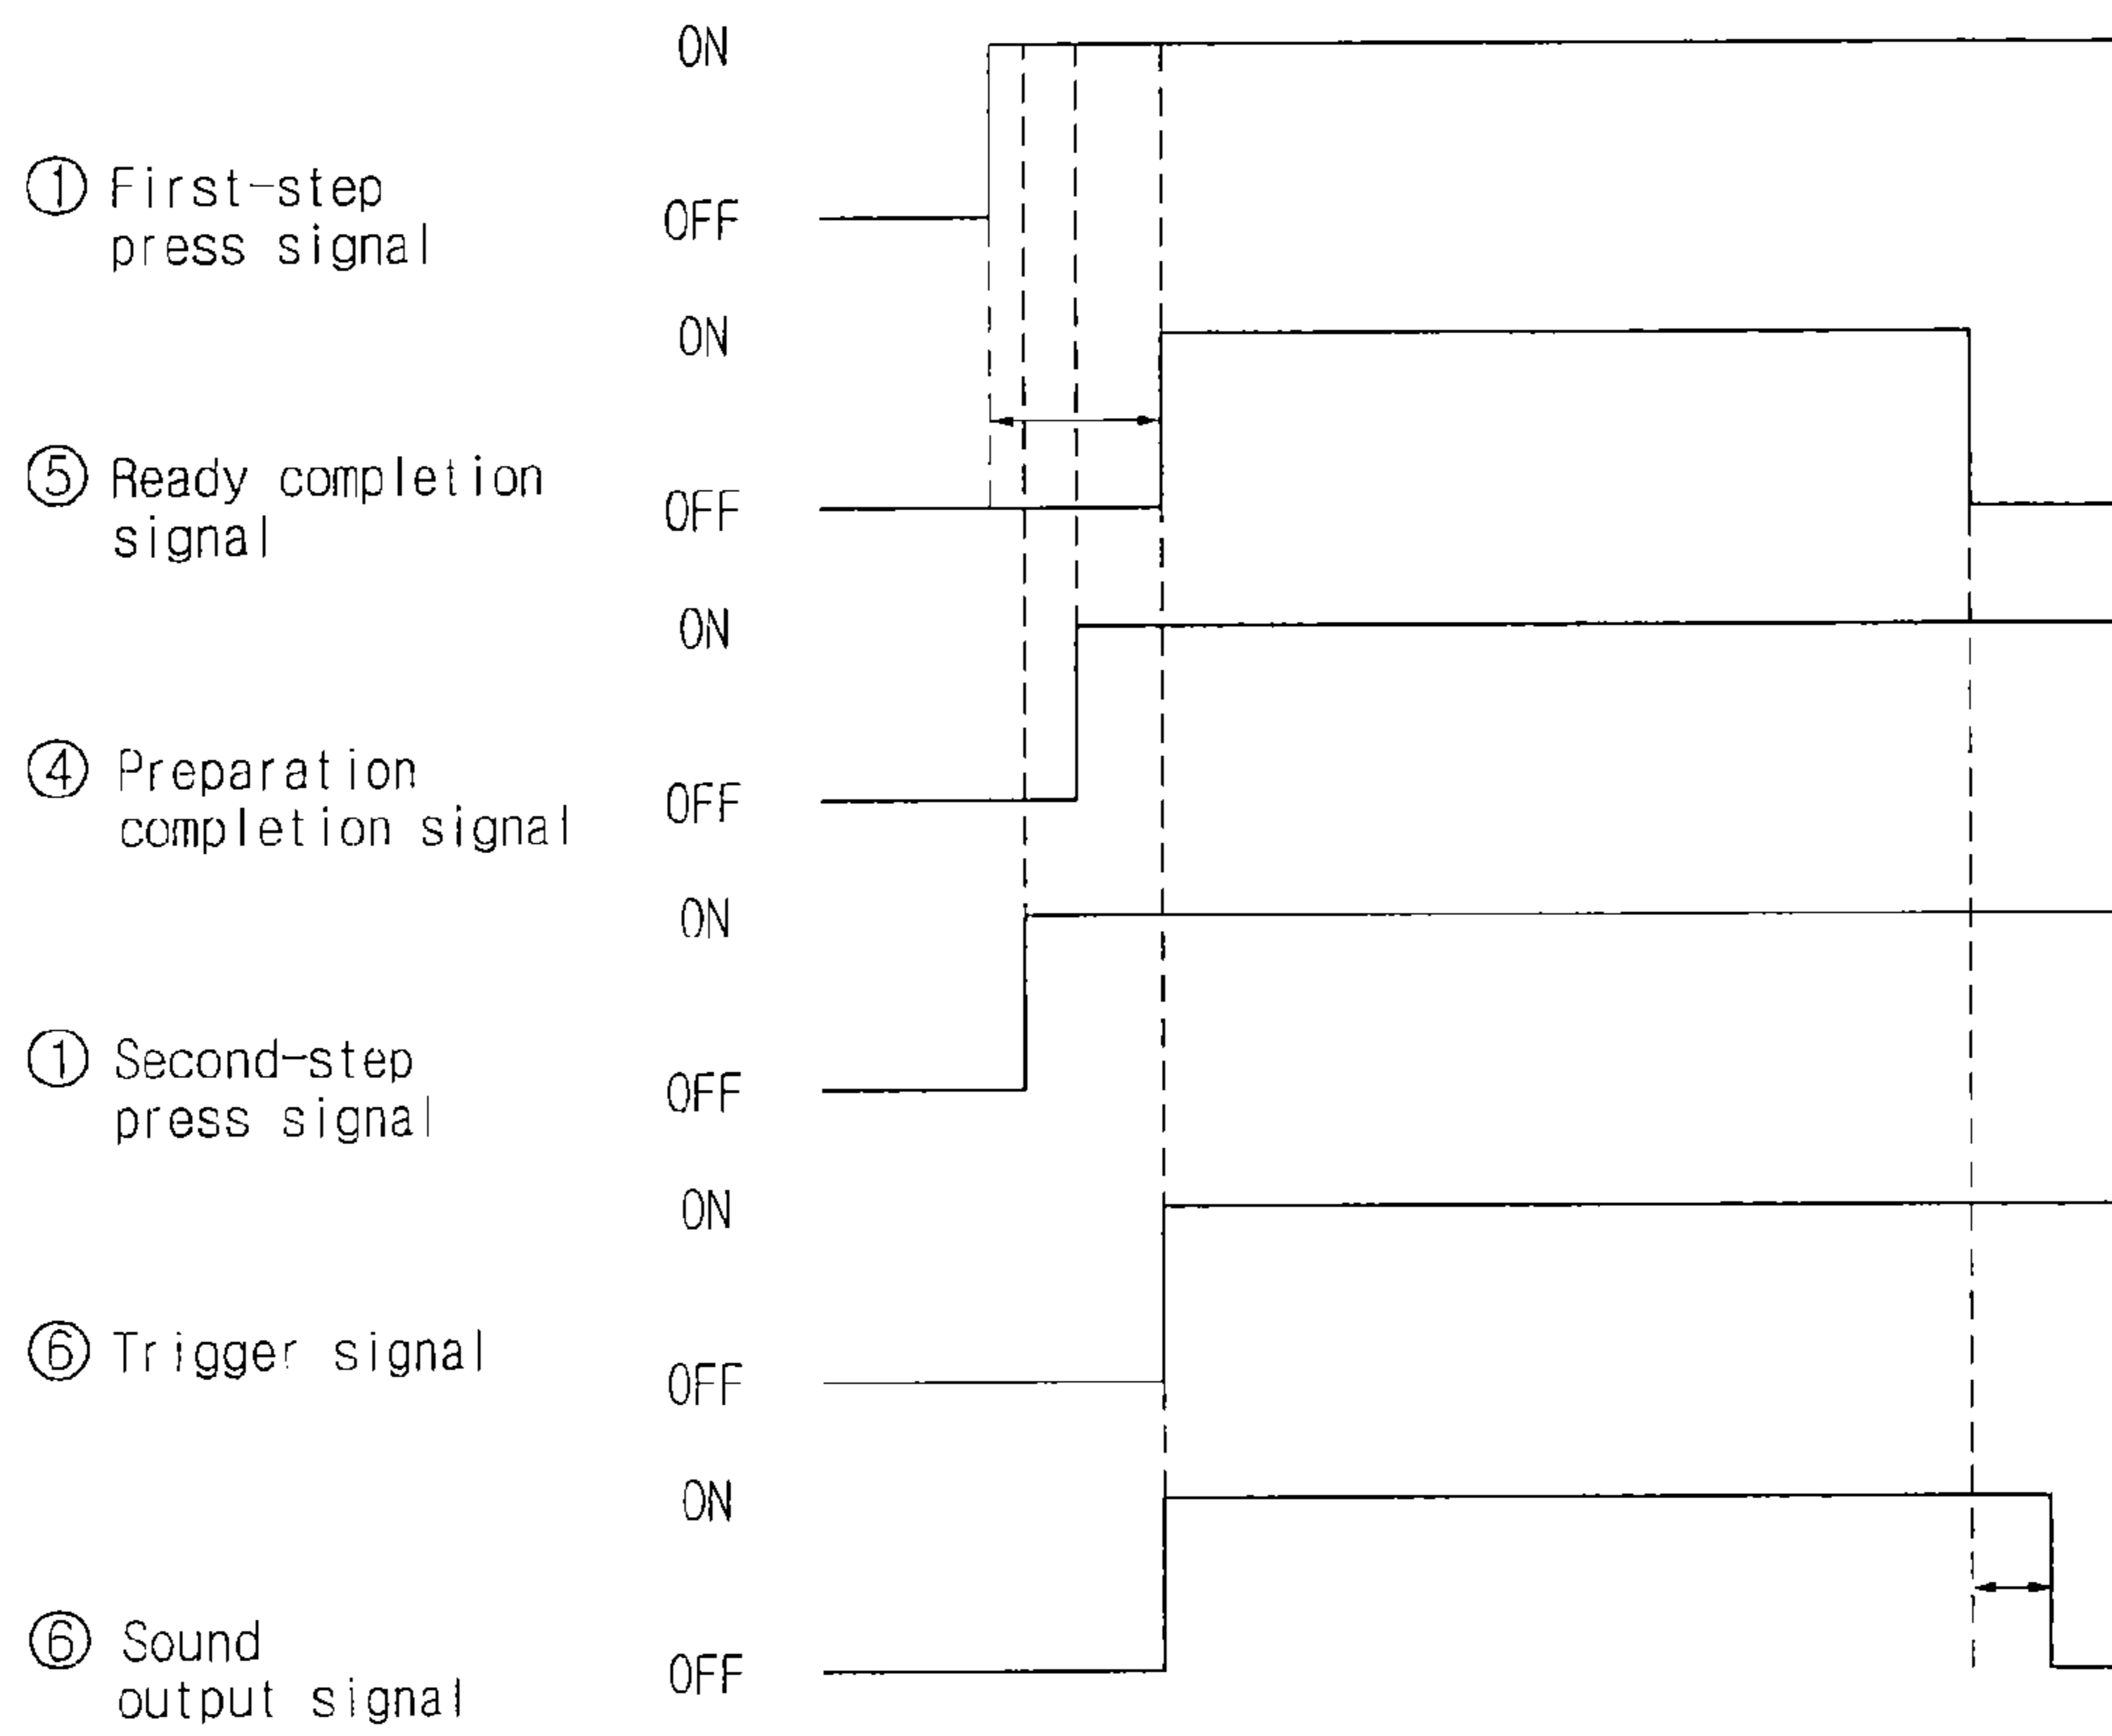 ON
① First-step
press signal
OFF
ON
⑤ Ready completion
signal
OFF
ON
④ Preparation
completion signal
OFF
ON
① Second-step
press signal
OFF
ON
⑥ Trigger signal
OFF
ON
⑥ Sound
output signal
OFF